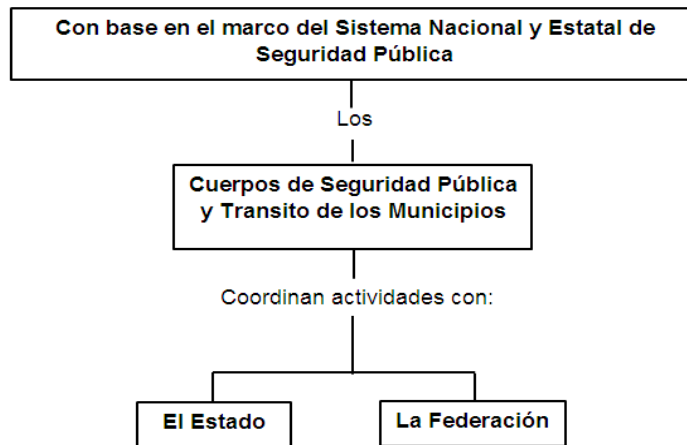 Con base en el marco del Sistema Nacional y Estatal de
Seguridad Pública
Los
Cuerpos de Seguridad Pública
y Transito de los Municipios
Coordinan actividades con:
El Estado
La Federación